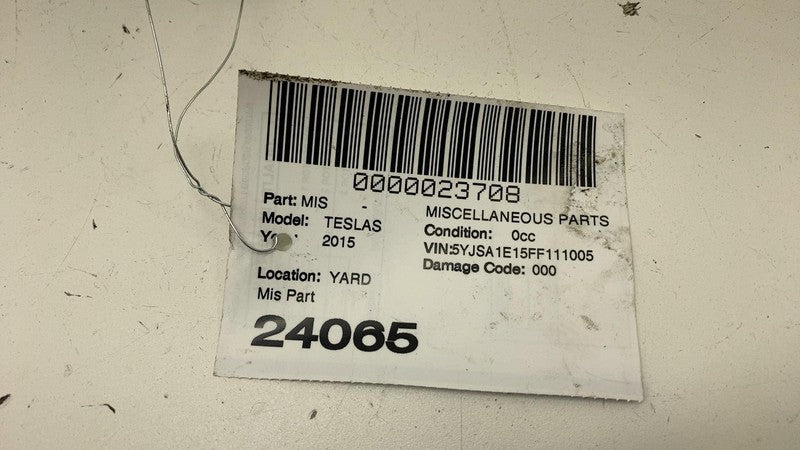 0000023708
Part: MIS -
MISCELLANEOUS PARTS
Model: TESLAS
Condition: 0cc
2015
VIN:5YJSA1E15FF111005
Damage Code: 000
Location: YARD
Mis Part
24065